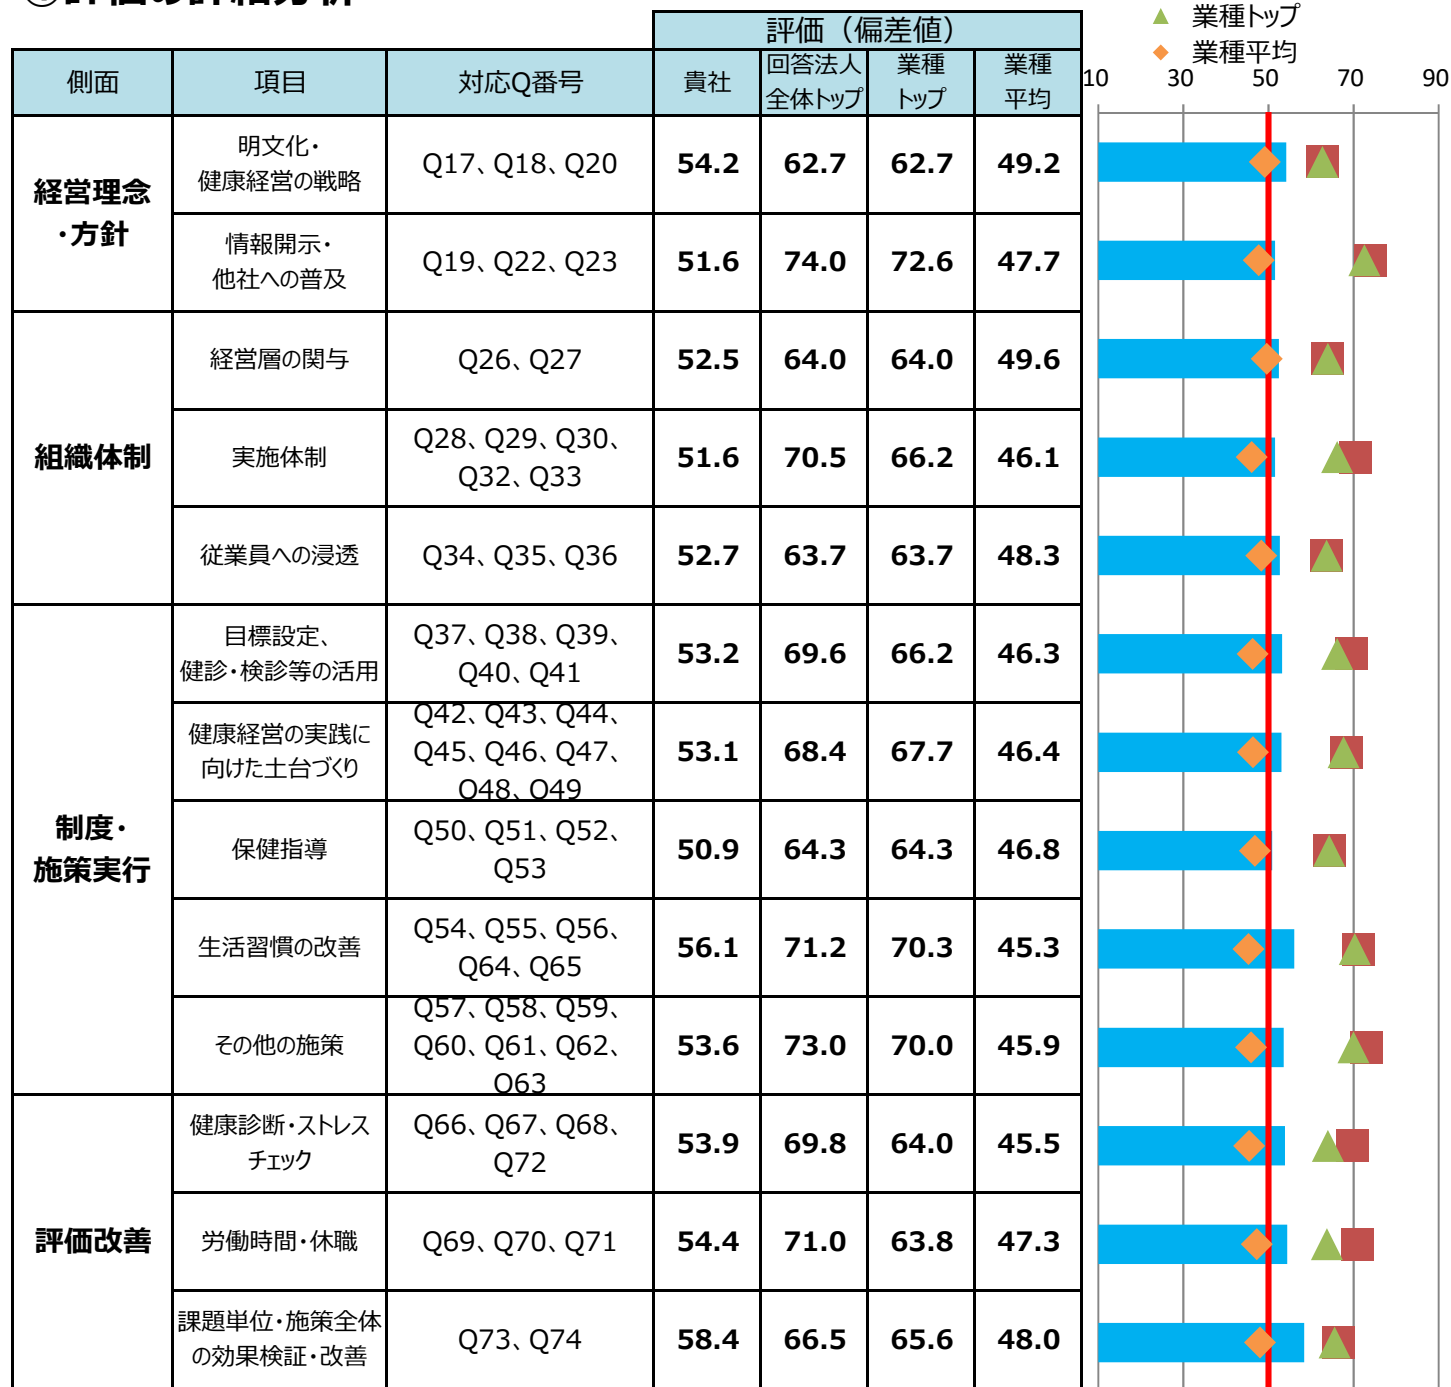 評価の詳細分析
業種トップ
業種平均
評価（偏差値）
側面 項目 対応Q番号 貴社 回答法人全体トップ 業種トップ 業種平均
10 30 50 70 90
経営理念・方針
明文化・健康経営の戦略 Q17、Q18、Q20 54.2 62.7 62.7 49.2
情報開示・他社への普及 Q19、Q22、Q23 51.6 74.0 72.6 47.7
組織体制
経営層の関与 Q26、Q27 52.5 64.0 64.0 49.6
実施体制 Q28、Q29、Q30、Q32、Q33 51.6 70.5 66.2 46.1
従業員への浸透 Q34、Q35、Q36 52.7 63.7 63.7 48.3
制度・施策実行
目標設定、健診・検診等の活用 Q37、Q38、Q39、Q40、Q41 53.2 69.6 66.2 46.3
健康経営の実践に向けた土台づくり Q42、Q43、Q44、Q45、Q46、Q47、Q48、Q49 53.1 68.4 67.7 46.4
保健指導 Q50、Q51、Q52、Q53 50.9 64.3 64.3 46.8
生活習慣の改善 Q54、Q55、Q56、Q64、Q65 56.1 71.2 70.3 45.3
その他の施策 Q57、Q58、Q59、Q60、Q61、Q62、Q63 53.6 73.0 70.0 45.9
評価改善
健康診断・ストレスチェック Q66、Q67、Q68、Q72 53.9 69.8 64.0 45.5
労働時間・休職 Q69、Q70、Q71 54.4 71.0 63.8 47.3
課題単位・施策全体の効果検証・改善 Q73、Q74 58.4 66.5 65.6 48.0